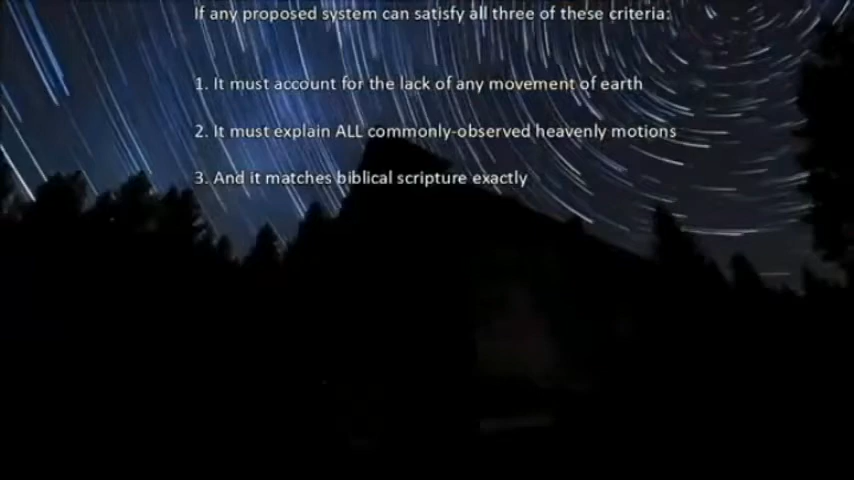 If any proposed system can satisfy all three of these criteria:
1. It must account for the lack of any movement of earth
2. It must explain ALL commonly-observed heavenly motions
3. And it matches biblical scripture exactly